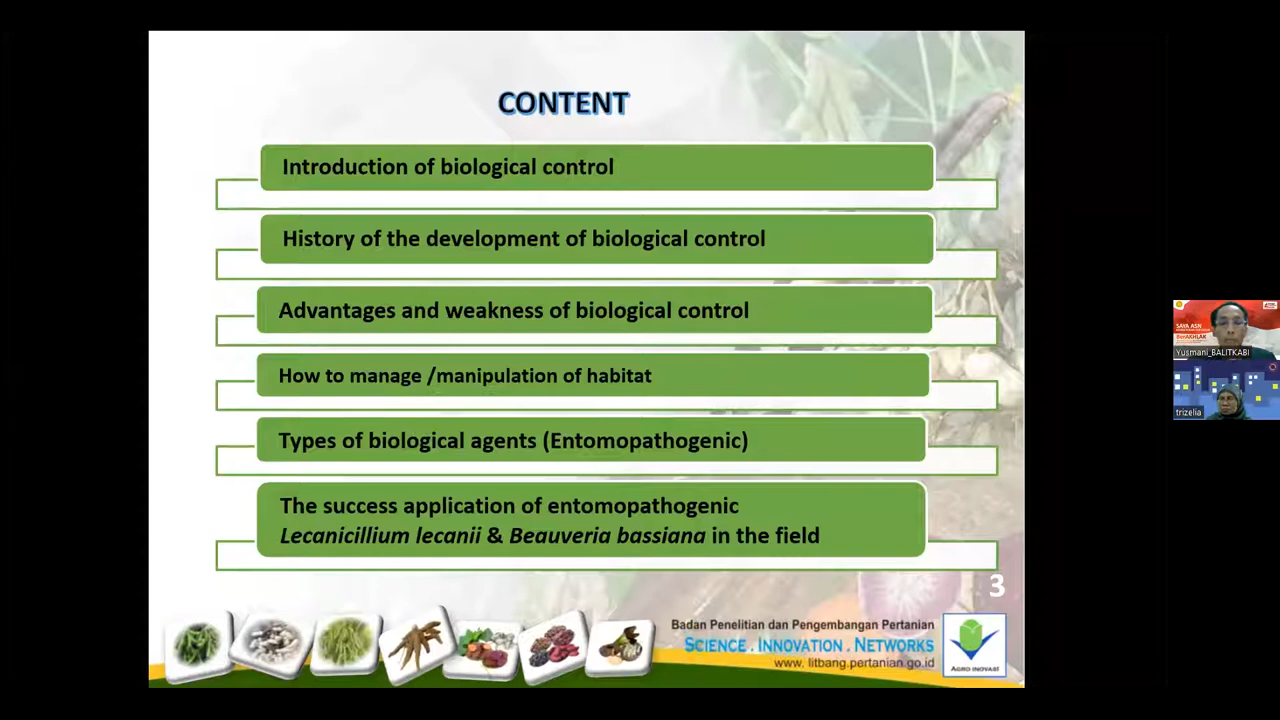 CONTENT
Introduction of biological control
History of the development of biological control
Advantages and weakness of biological control
How to manage /manipulation of habitat
Types of biological agents (Entomopathogenic)
The success application of entomopathogenic
Lecanicillium lecanii & Beauveria bassiana in the field
3
Badan Penelitian dan Pengembangan Pertanian
SCIENCE . INNOVATION . NETWORKS
www. litbang.pertanian.go.id
AGRO INOVASI
SAYA ASN
BerAKHLAK
Yusmani_BALITKABI
trizelia